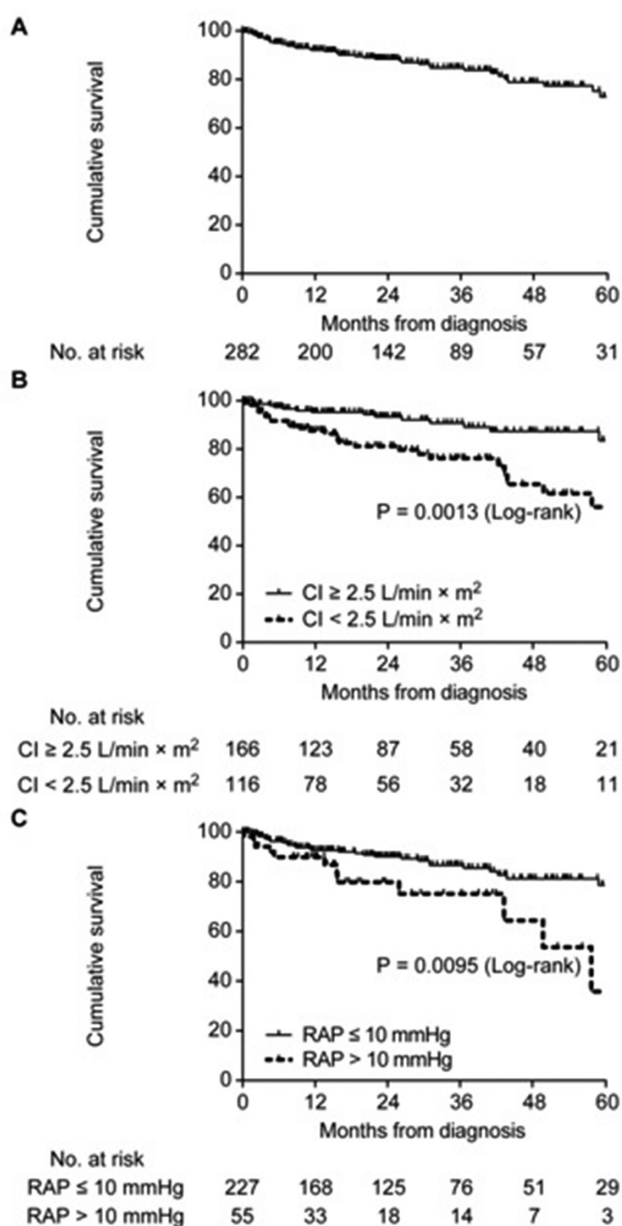 A
Cumulative survival
100
80
60
40
20
0
0 12 24 36 48 60
Months from diagnosis
No. at risk 282 200 142 89 57 31
B
Cumulative survival
100
80
60
40
20
0
P = 0.0013 (Log-rank)
CI ≥ 2.5 L/min × m²
CI < 2.5 L/min × m²
0 12 24 36 48 60
Months from diagnosis
No. at risk
CI ≥ 2.5 L/min × m² 166 123 87 58 40 21
CI < 2.5 L/min × m² 116 78 56 32 18 11
C
Cumulative survival
100
80
60
40
20
0
P = 0.0095 (Log-rank)
RAP ≤ 10 mmHg
RAP > 10 mmHg
0 12 24 36 48 60
Months from diagnosis
No. at risk
RAP ≤ 10 mmHg 227 168 125 76 51 29
RAP > 10 mmHg 55 33 18 14 7 3